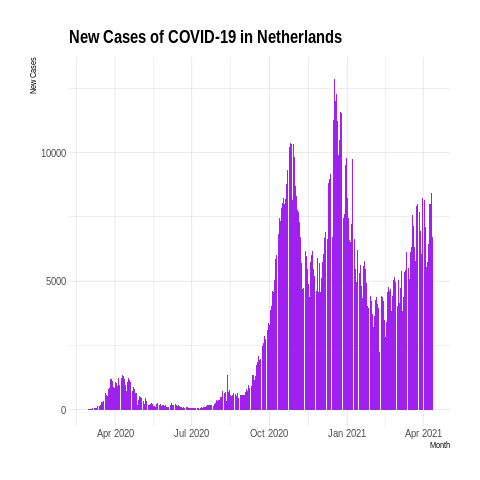 New Cases of COVID-19 in Netherlands
New Cases
10000
5000
0
Apr 2020 Jul 2020 Oct 2020 Jan 2021 Apr 2021
Month